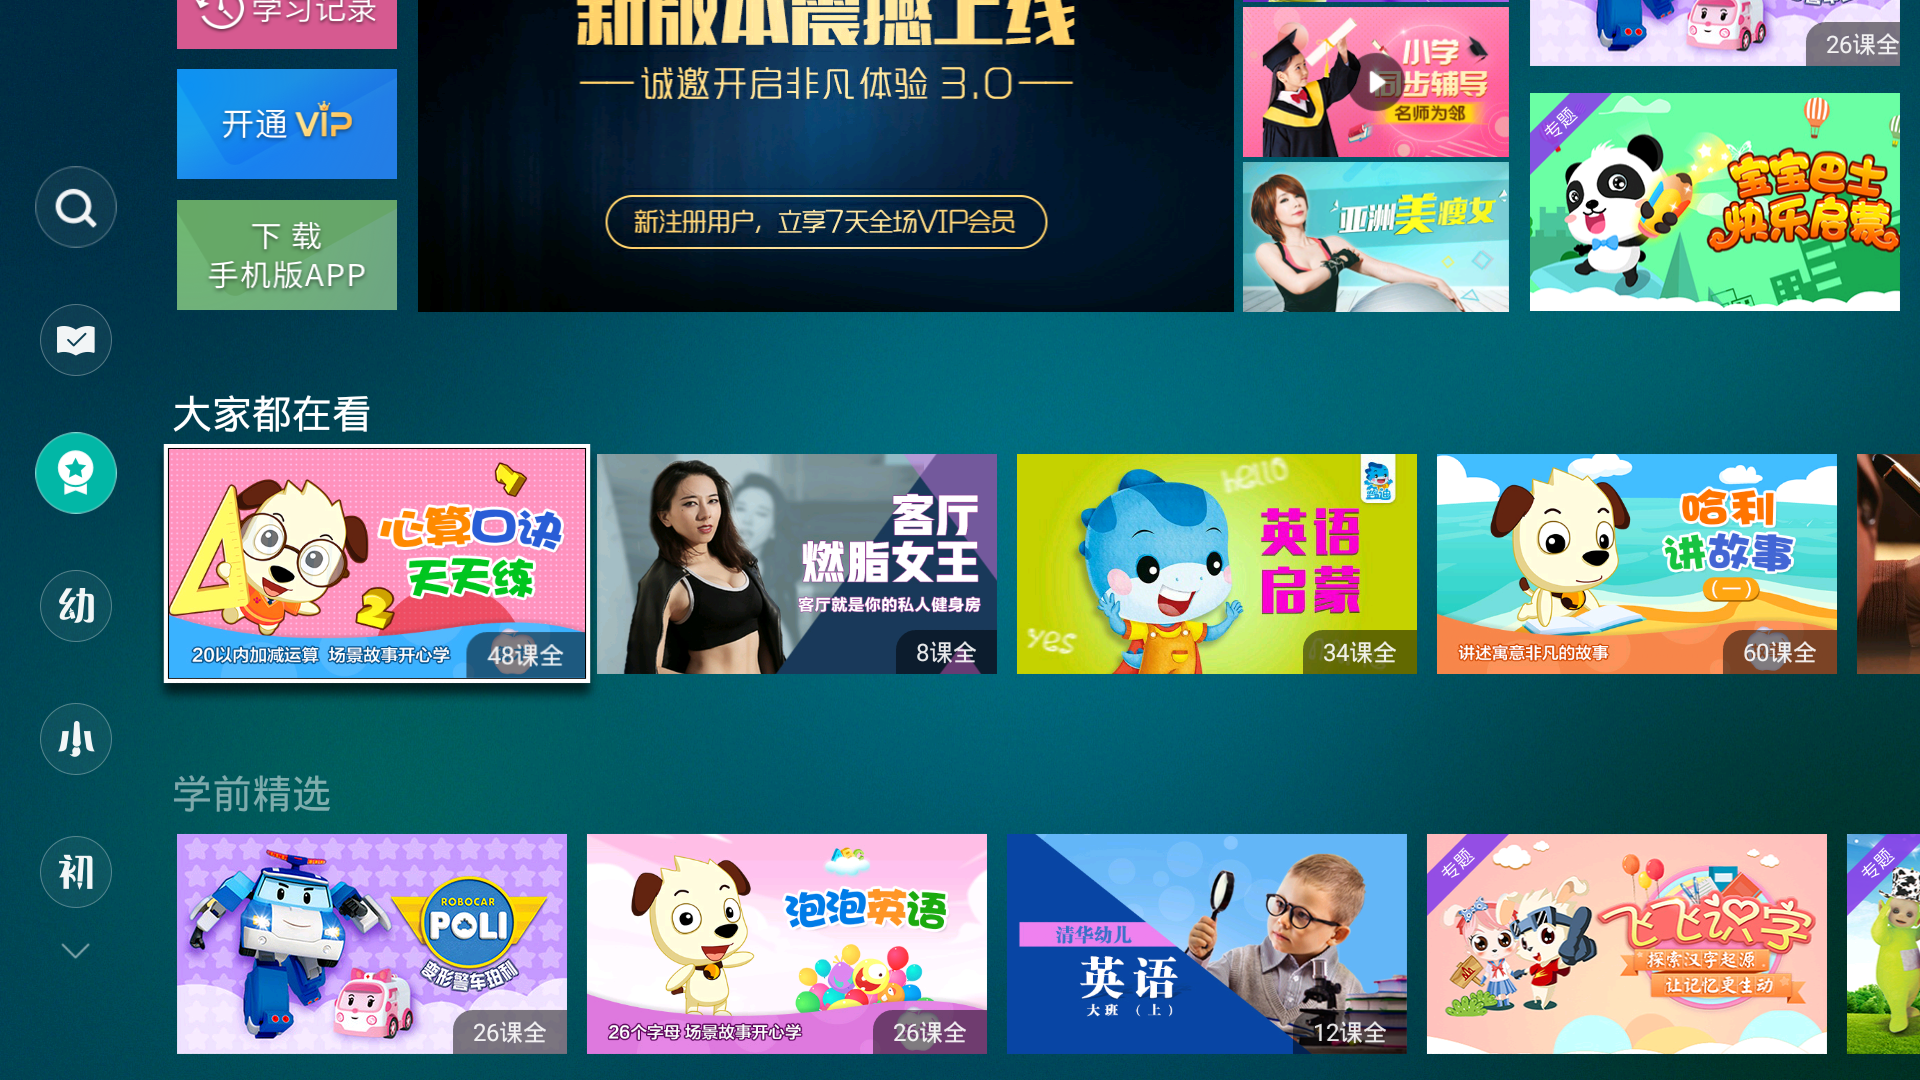 学习记录
开通 VIP
下 载
手机版APP
新版本震撼上线
诚邀开启非凡体验 3.0
新注册用户，立享7天全场VIP会员
小学
同步辅导
名师为邻
亚洲美瘦女
26课全
专题
宝宝巴士
快乐启蒙
大家都在看
心算口诀
天天练
20以内加减运算 场景故事开心学
48课全
客厅
燃脂女王
客厅就是你的私人健身房
8课全
hello
英语
启蒙
yes
34课全
哈利
讲故事
(一)
讲述寓意非凡的故事
60课全
幼
小
初
学前精选
ROBOCAR
POLI
变形警车珀利
26课全
ABC
泡泡英语
26个字母 场景故事开心学
26课全
清华幼儿
英语
大班（上）
12课全
专题
飞飞识字
探索汉字起源
让记忆更生动
专题